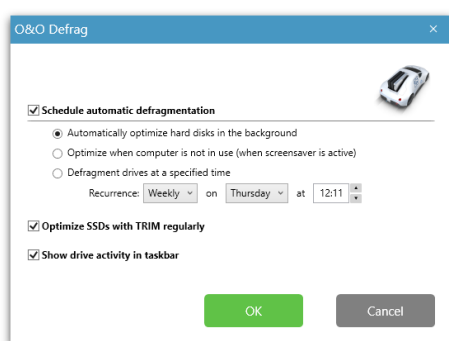 O&O Defrag
Schedule automatic defragmentation
Automatically optimize hard disks in the background
Optimize when computer is not in use (when screensaver is active)
Defragment drives at a specified time
Recurrence: Weekly on Thursday at 12:11
Optimize SSDs with TRIM regularly
Show drive activity in taskbar
OK Cancel